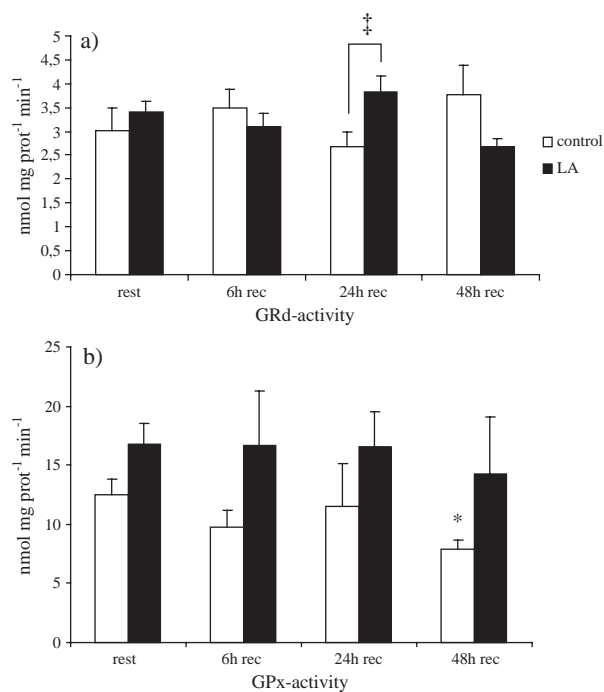 a)
‡
nmol mg prot⁻¹ min⁻¹
5
4,5
4
3,5
3
2,5
2
1,5
1
0,5
0
control
LA
rest 6h rec 24h rec 48h rec
GRd-activity
b)
nmol mg prot⁻¹ min⁻¹
25
20
15
10
5
0
*
rest 6h rec 24h rec 48h rec
GPx-activity